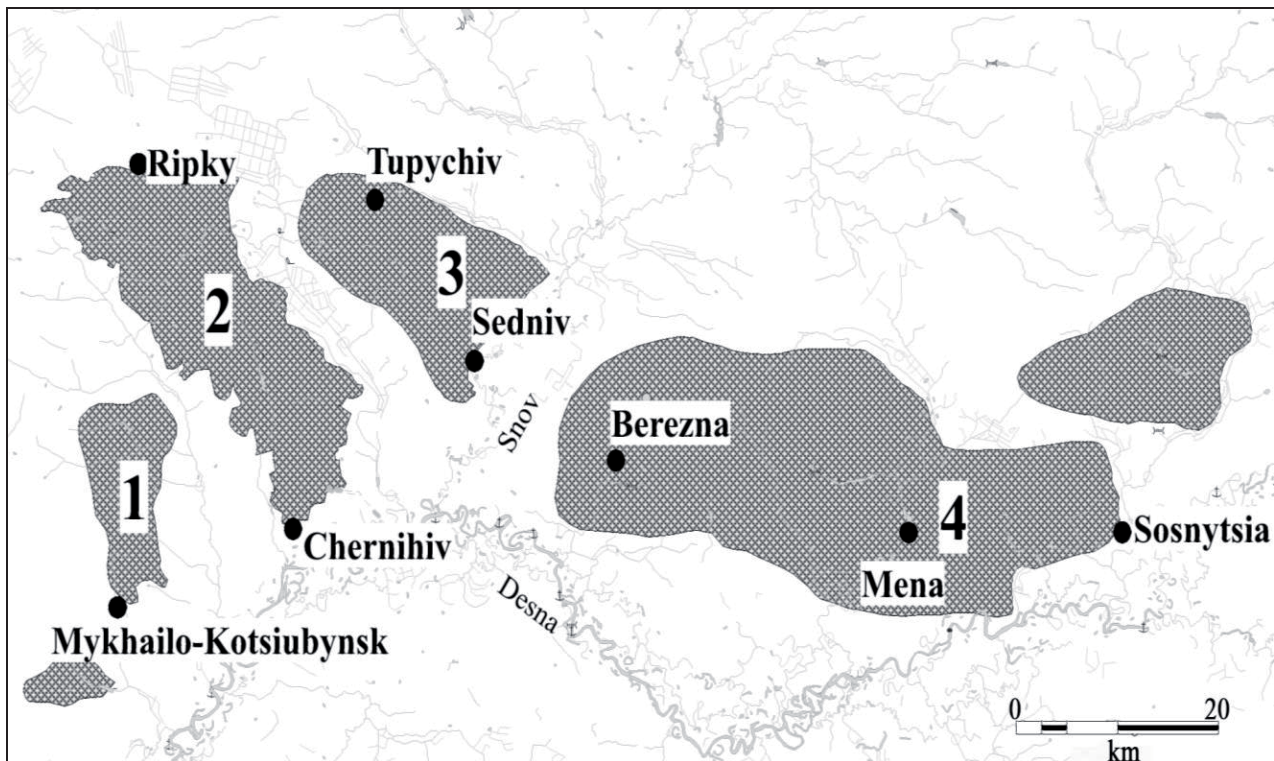 Ripky
Tupychiv
2
3
Sedniv
Snov
Berezna
1
4
Chernihiv
Sosnytsia
Mena
Desna
Mykhailo-Kotsiubynsk
0 20
km